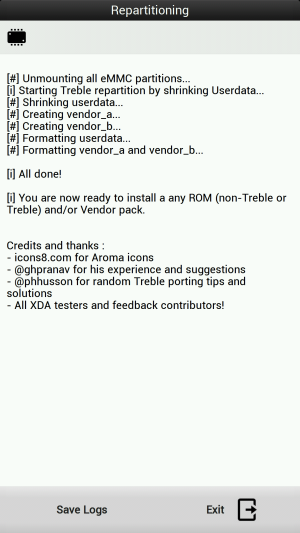 Repartitioning
[#] Unmounting all eMMC partitions...
[i] Starting Treble repartition by shrinking Userdata...
[#] Shrinking userdata...
[#] Creating vendor_a...
[#] Creating vendor_b...
[#] Formatting userdata...
[#] Formatting vendor_a and vendor_b...
[i] All done!
[i] You are now ready to install a any ROM (non-Treble or
Treble) and/or Vendor pack.
Credits and thanks :
- icons8.com for Aroma icons
- @ghpranav for his experience and suggestions
- @phhusson for random Treble porting tips and
solutions
- All XDA testers and feedback contributors!
Save Logs
Exit